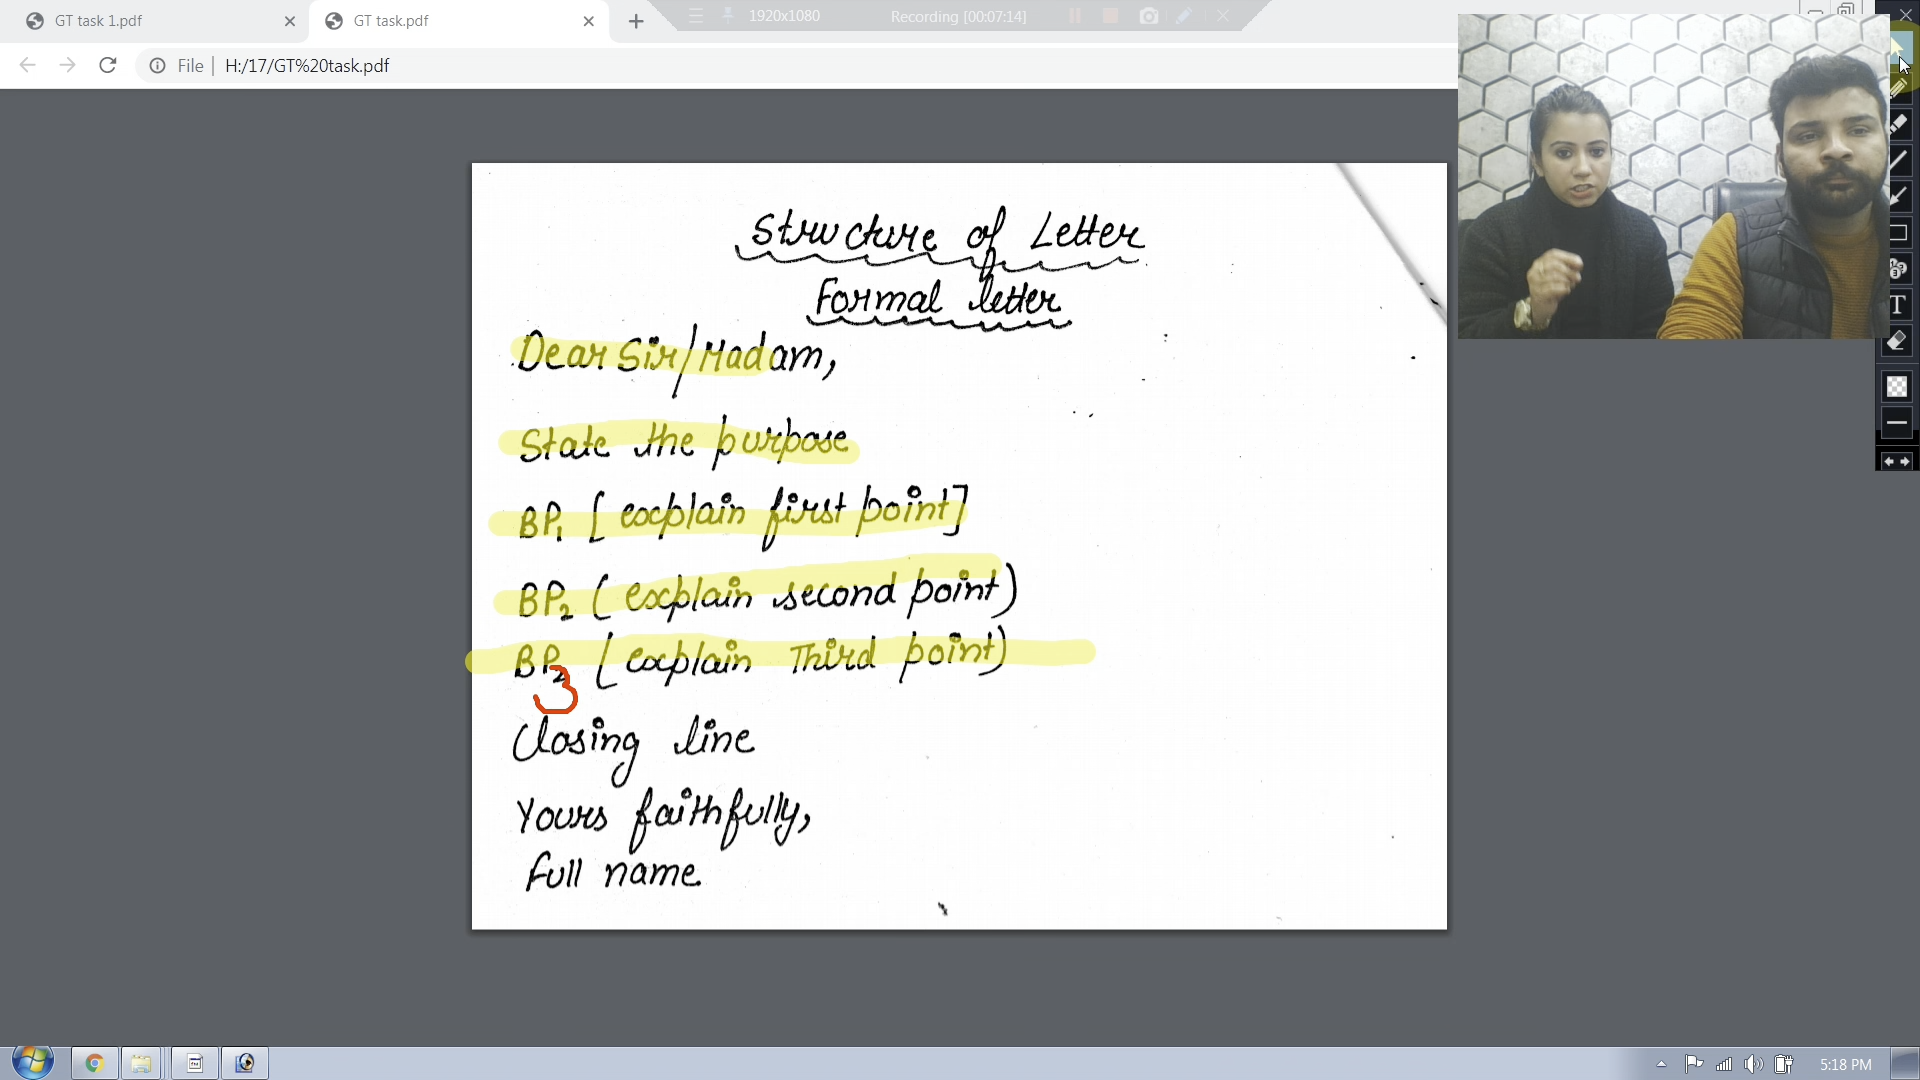 GT task 1.pdf
GT task.pdf
1920x1080
Recording [00:07:14]
File
H:/17/GT%20task.pdf
Structure of Letter
Formal letter
Dear Sir/Madam,
State the purpose
BP1 [explain first point]
BP2 (explain second point)
BP2 (explain Third point)
3
Closing line
Yours faithfully,
Full name.
T
5:18 PM